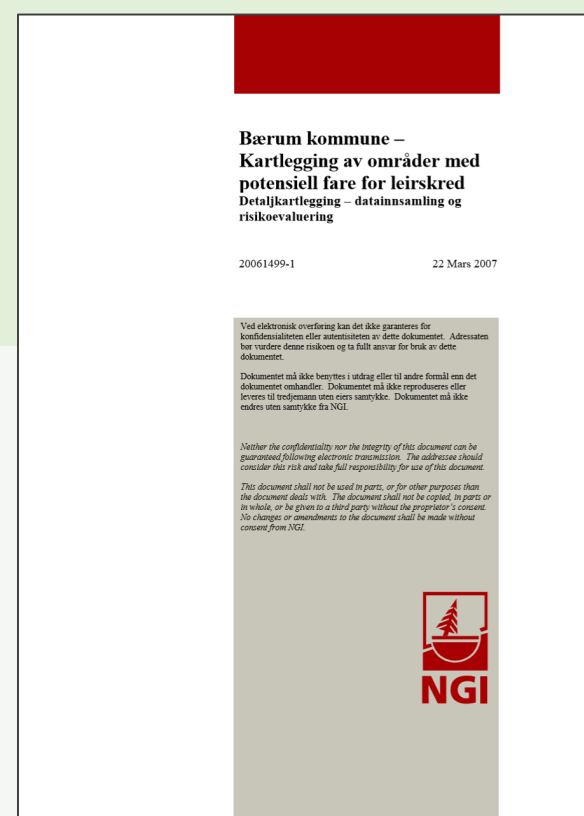 Bærum kommune –
Kartlegging av områder med
potensiell fare for leirskred
Detaljkartlegging – datainnsamling og
risikoevaluering
20061499-1 22 Mars 2007
Ved elektronisk overføring kan det ikke garanteres for
konfidensialiteten eller autentisiteten av dette dokumentet. Adressaten
bør vurdere denne risikoen og ta fullt ansvar for bruk av dette
dokumentet.
Dokumentet må ikke benyttes i utdrag eller til andre formål enn det
dokumentet omhandler. Dokumentet må ikke reproduseres eller
leveres til tredjemann uten eiers samtykke. Dokumentet må ikke
endres uten samtykke fra NGI.
Neither the confidentiality nor the integrity of this document can be
guaranteed following electronic transmission. The addressee should
consider this risk and take full responsibility for use of this document.
This document shall not be used in parts, or for other purposes than
the document deals with. The document shall not be copied, in parts or
in whole, or be given to a third party without the proprietor's consent.
No changes or amendments to the document shall be made without
consent from NGI.
NGI